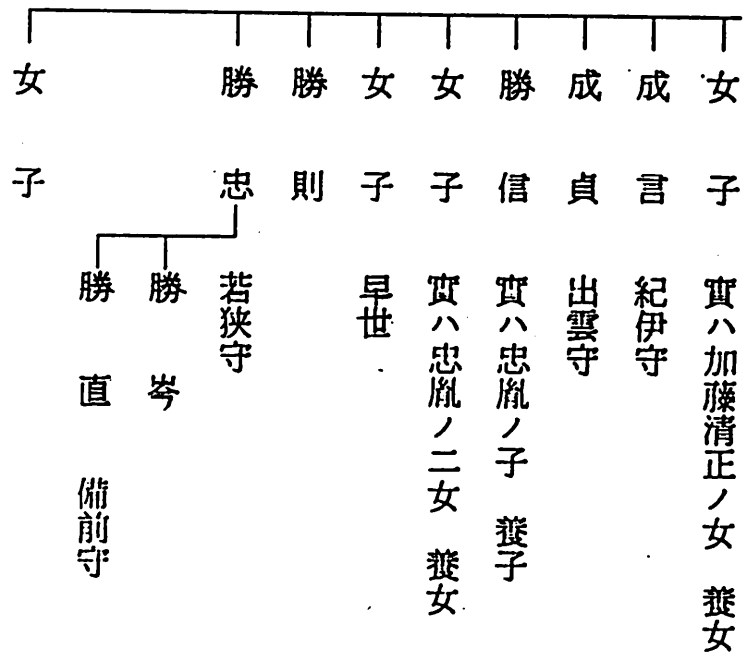 女子 實ハ加藤清正ノ女 養女
成言 紀伊守
成貞 出雲守
勝信 實ハ忠胤ノ子 養子
女子 實ハ忠胤ノ二女 養女
女子 早世
勝則
勝忠 若狹守
勝岑
勝直 備前守
女子